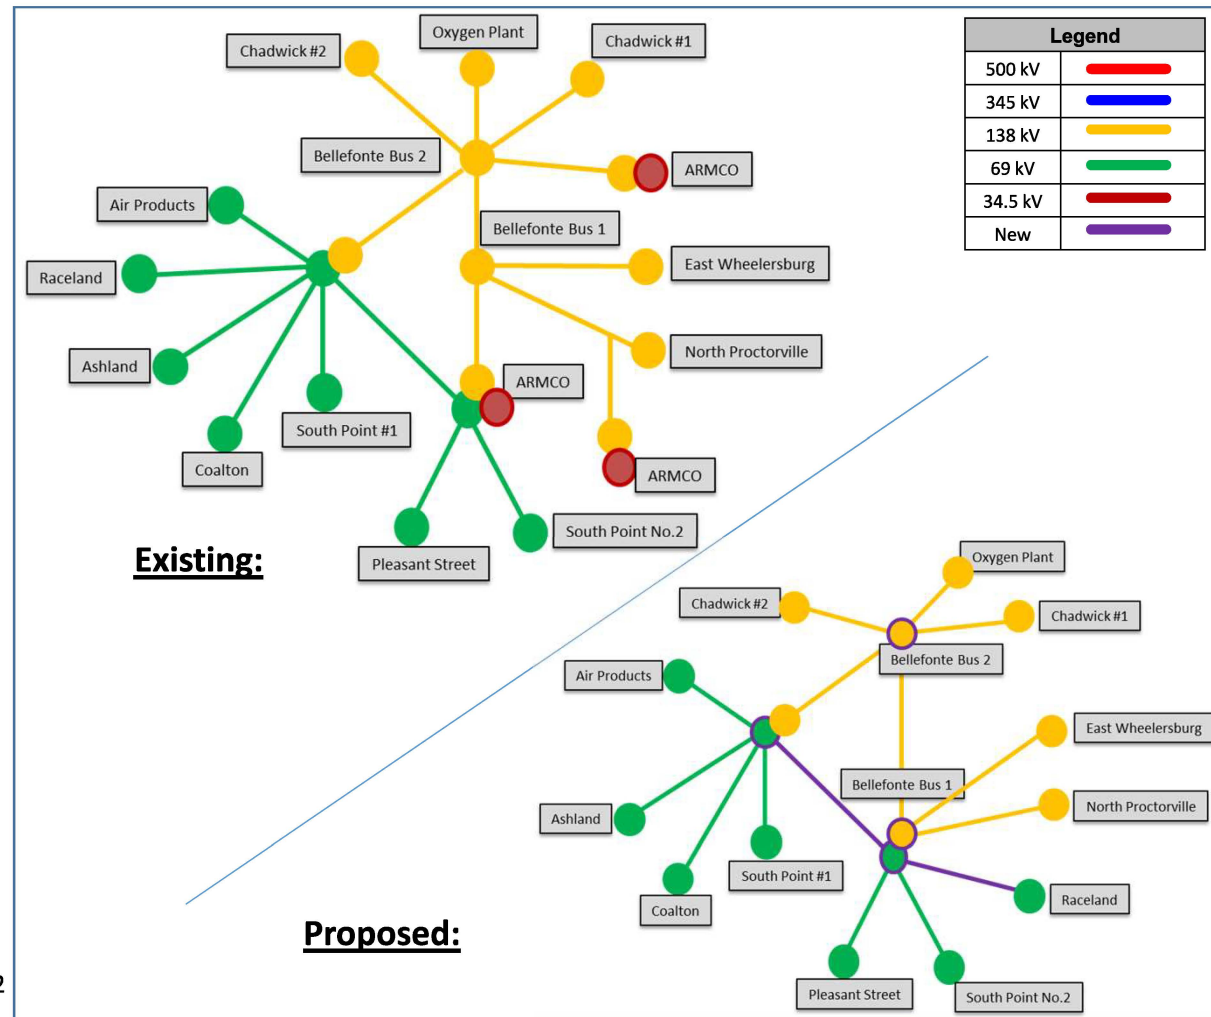 Oxygen Plant
Chadwick #2
Chadwick #1
Bellefonte Bus 2
ARMCO
Air Products
Bellefonte Bus 1
Raceland
East Wheelersburg
Ashland
North Proctorville
ARMCO
South Point #1
Coalton
ARMCO
South Point No.2
Pleasant Street
Existing:
Legend
500 kV
345 kV
138 kV
69 kV
34.5 kV
New
Oxygen Plant
Chadwick #2
Chadwick #1
Bellefonte Bus 2
Air Products
East Wheelersburg
Bellefonte Bus 1
North Proctorville
Ashland
South Point #1
Coalton
Raceland
Pleasant Street
South Point No.2
Proposed:
2